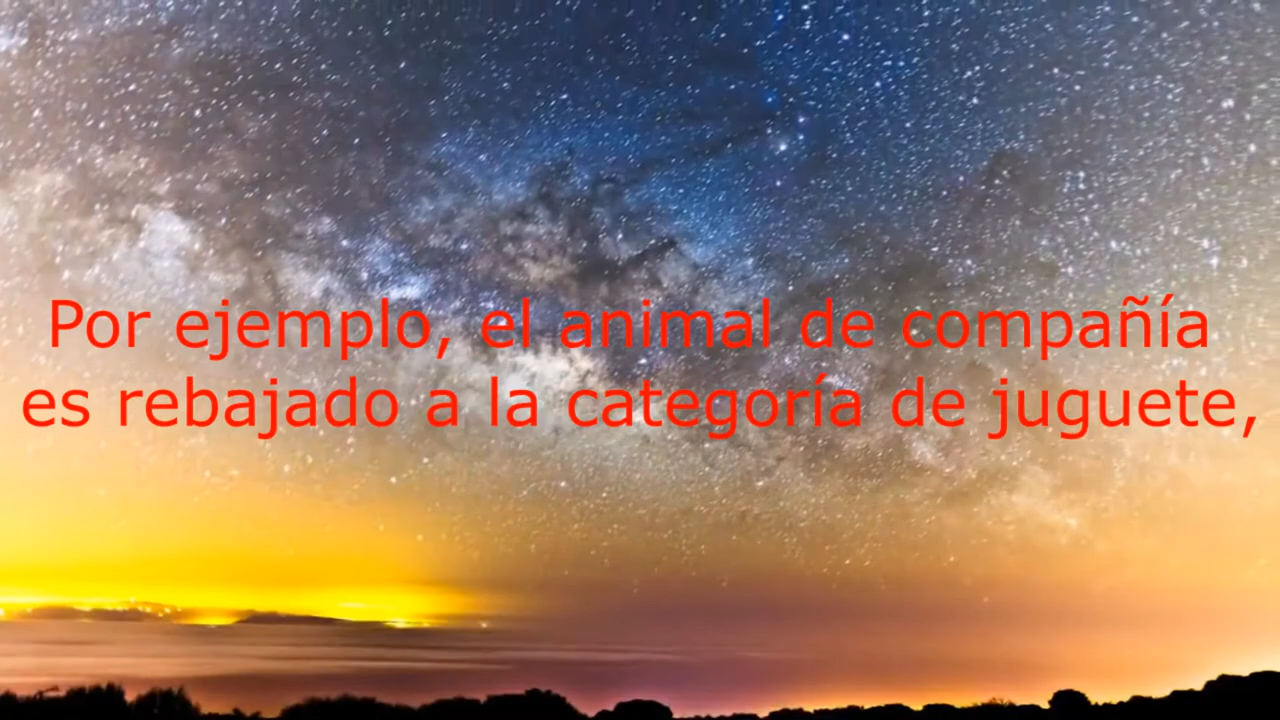 Por ejemplo, el animal de compañía
es rebajado a la categoría de juguete,